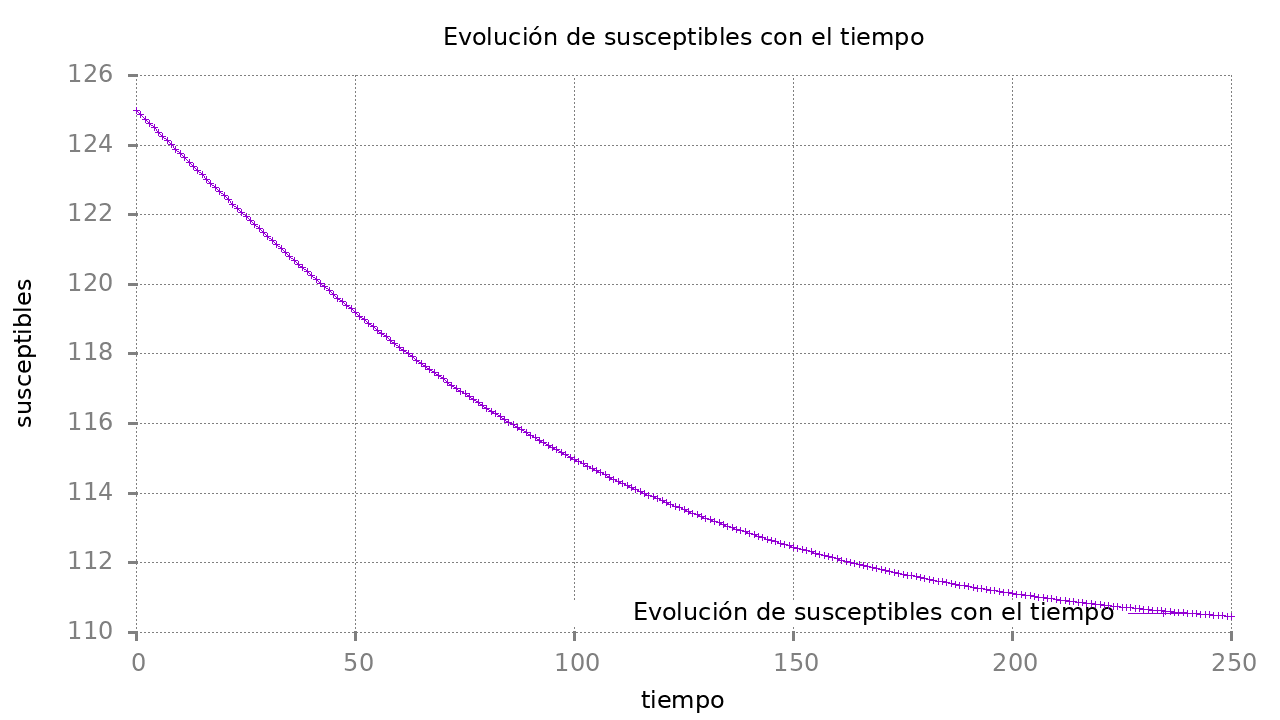 Evolución de susceptibles con el tiempo
126
124
122
120
118
116
114
112
110
susceptibles
Evolución de susceptibles con el tiempo
0 50 100 150 200 250
tiempo